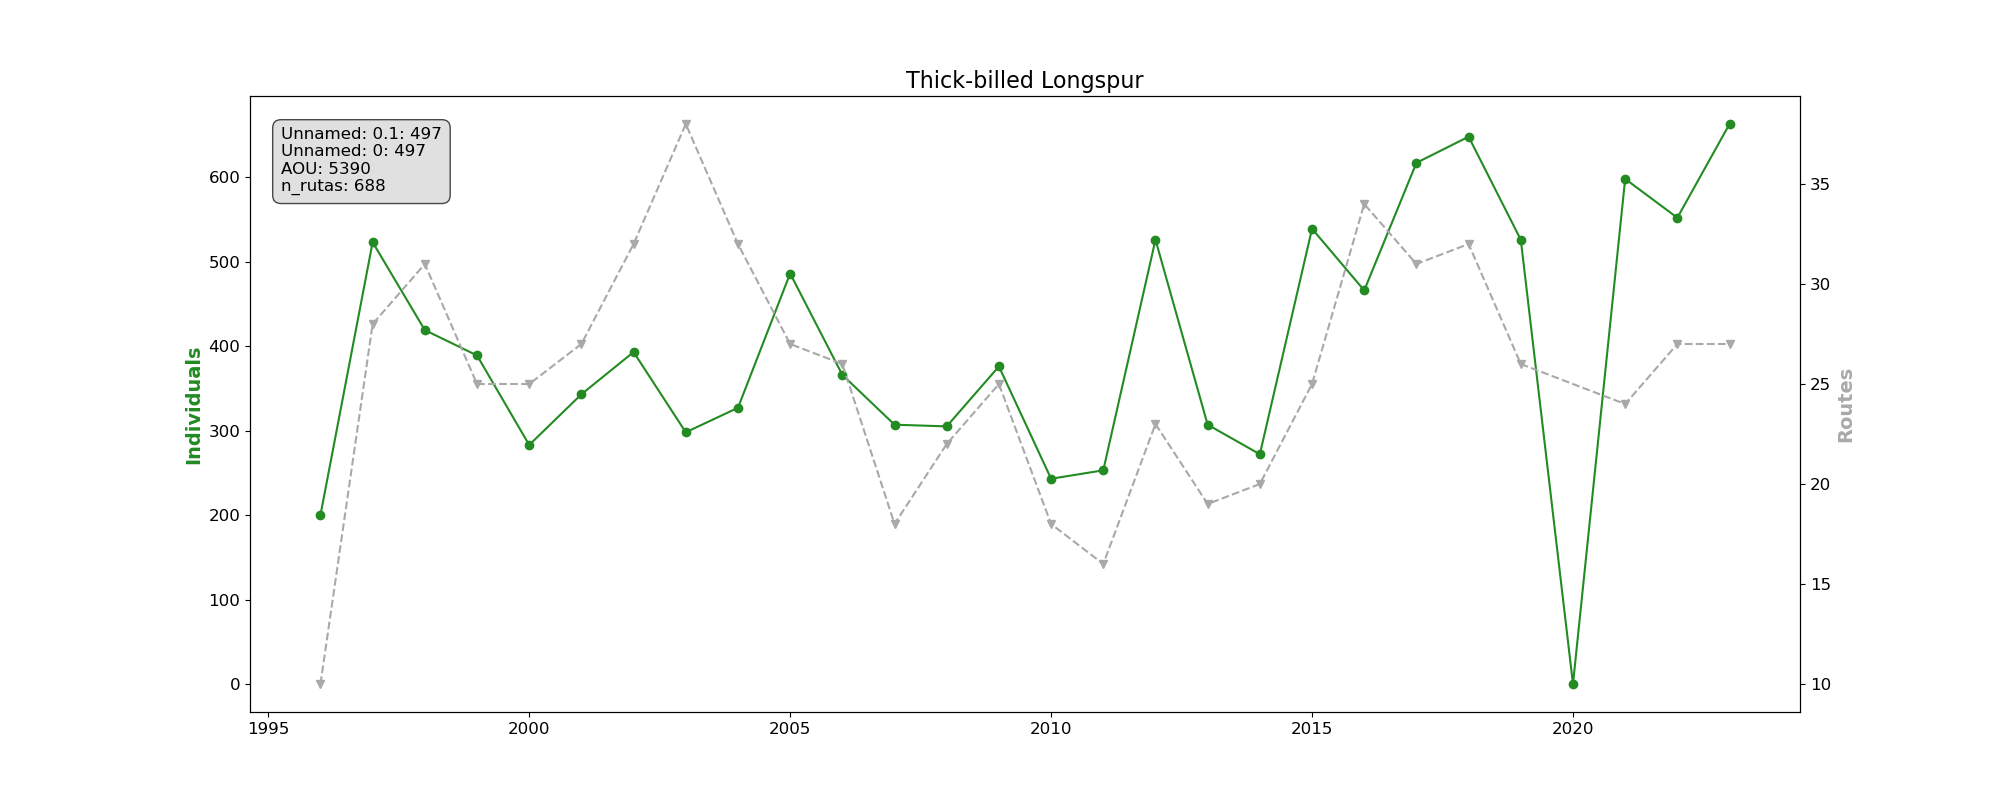 Thick-billed Longspur
Unnamed: 0.1: 497
Unnamed: 0: 497
AOU: 5390
n_rutas: 688
Individuals
600
500
400
300
200
100
0
35
30
25
20
15
10
Routes
1995 2000 2005 2010 2015 2020